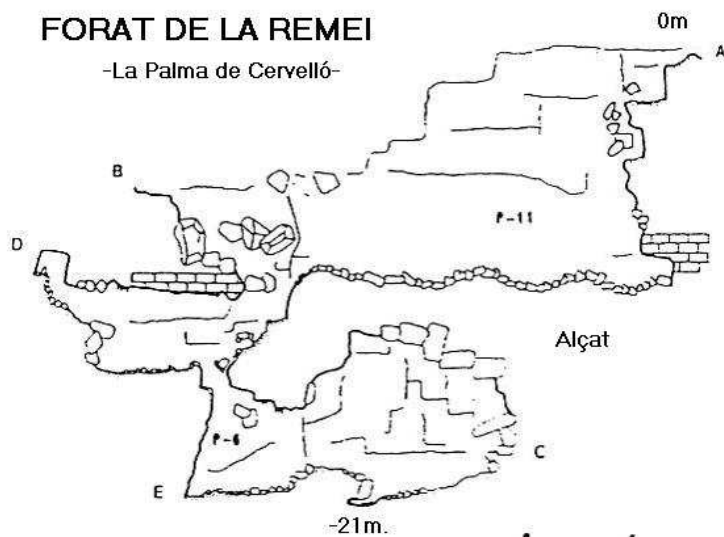 FORAT DE LA REMEI
-La Palma de Cervelló-
0m
A
B
P-11
D
Alçat
P-6
C
E
-21m.